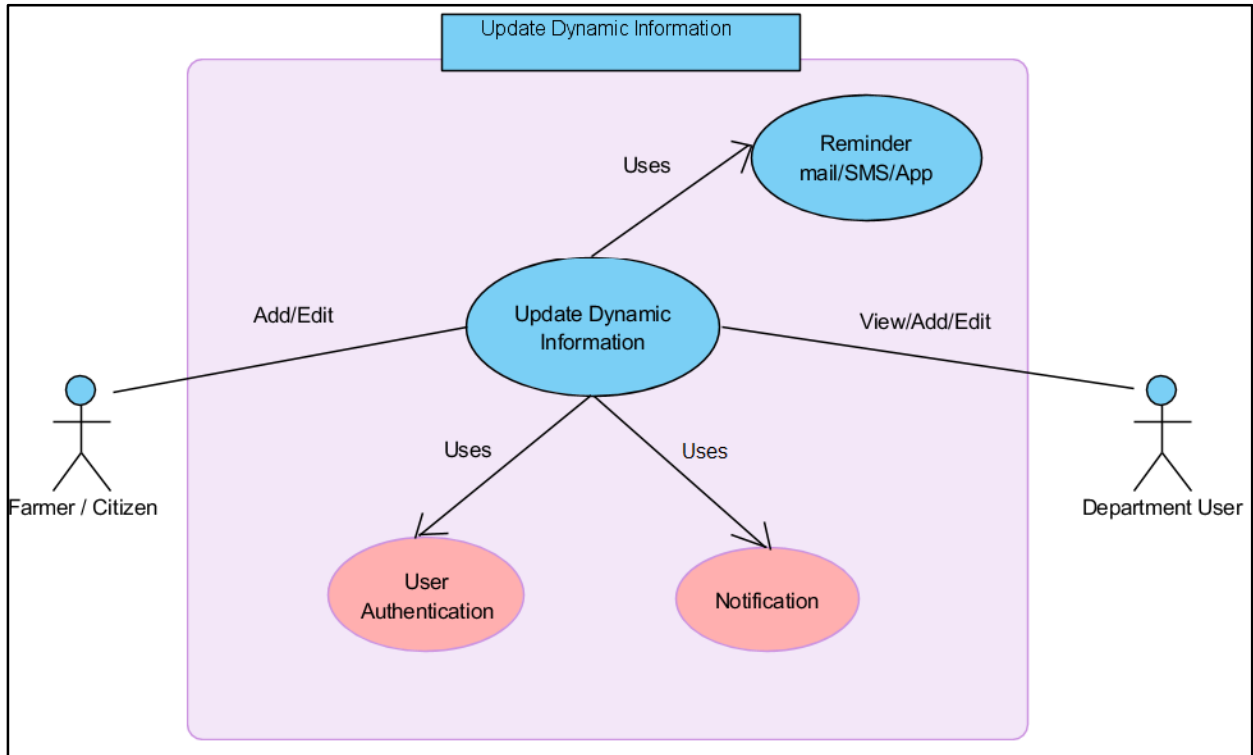 Update Dynamic Information
Reminder
mail/SMS/App
Uses
Update Dynamic
Information
Add/Edit
View/Add/Edit
Uses
Uses
Farmer / Citizen
Department User
User
Authentication
Notification